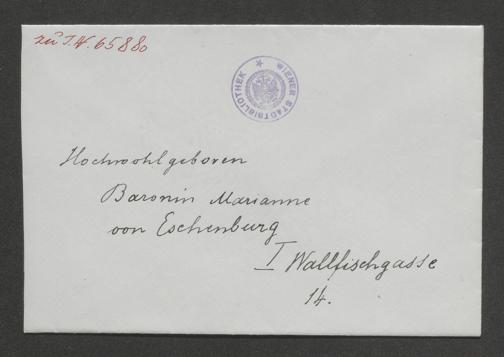 zu I.N. 65880
WIENER STADTBIBLIOTHEK
Hochwohlgeboren
Baronin Marianne
von Eschenburg
I Wallfischgasse
14.